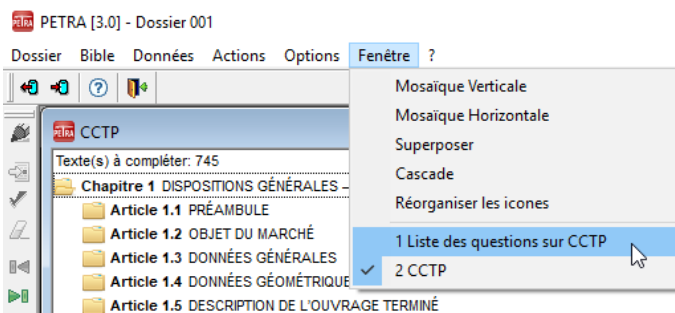 PETRA [3.0] - Dossier 001
Dossier Bible Données Actions Options Fenêtre ?
Mosaïque Verticale
Mosaïque Horizontale
Superposer
Cascade
Réorganiser les icones
1 Liste des questions sur CCTP
2 CCTP
CCTP
Texte(s) à compléter: 745
Chapitre 1 DISPOSITIONS GÉNÉRALES –
Article 1.1 PRÉAMBULE
Article 1.2 OBJET DU MARCHÉ
Article 1.3 DONNÉES GÉNÉRALES
Article 1.4 DONNÉES GÉOMÉTRIQUE
Article 1.5 DESCRIPTION DE L'OUVRAGE TERMINÉ